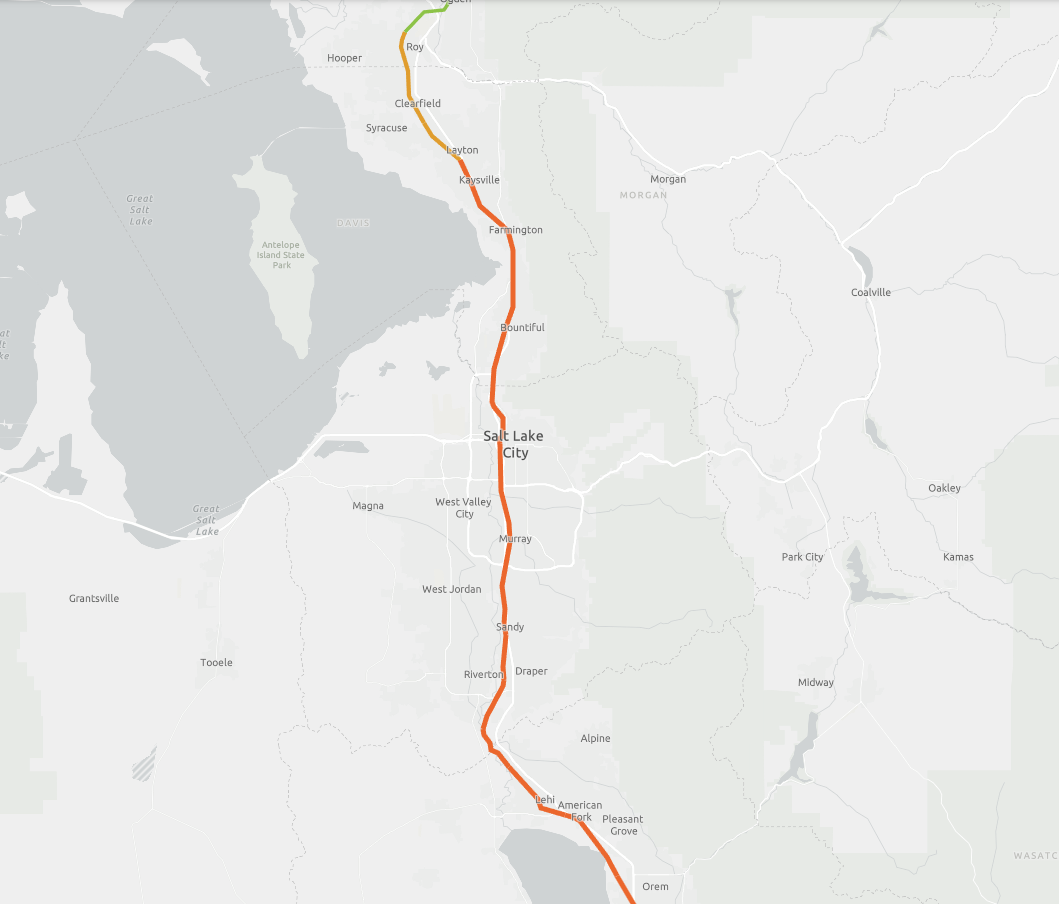 Roy
Hooper
Clearfield
Syracuse
Layton
Kaysville
Morgan
MORGAN
Great
Salt
Lake
DAVIS
Farmington
Antelope
Island State
Park
Coalville
Bountiful
Salt Lake
City
Oakley
West Valley
City
Magna
Great
Salt
Lake
Murray
Park City
Kamas
West Jordan
Grantsville
Sandy
Tooele
Riverton
Draper
Midway
Alpine
Lehi
American
Fork
Pleasant
Grove
Orem